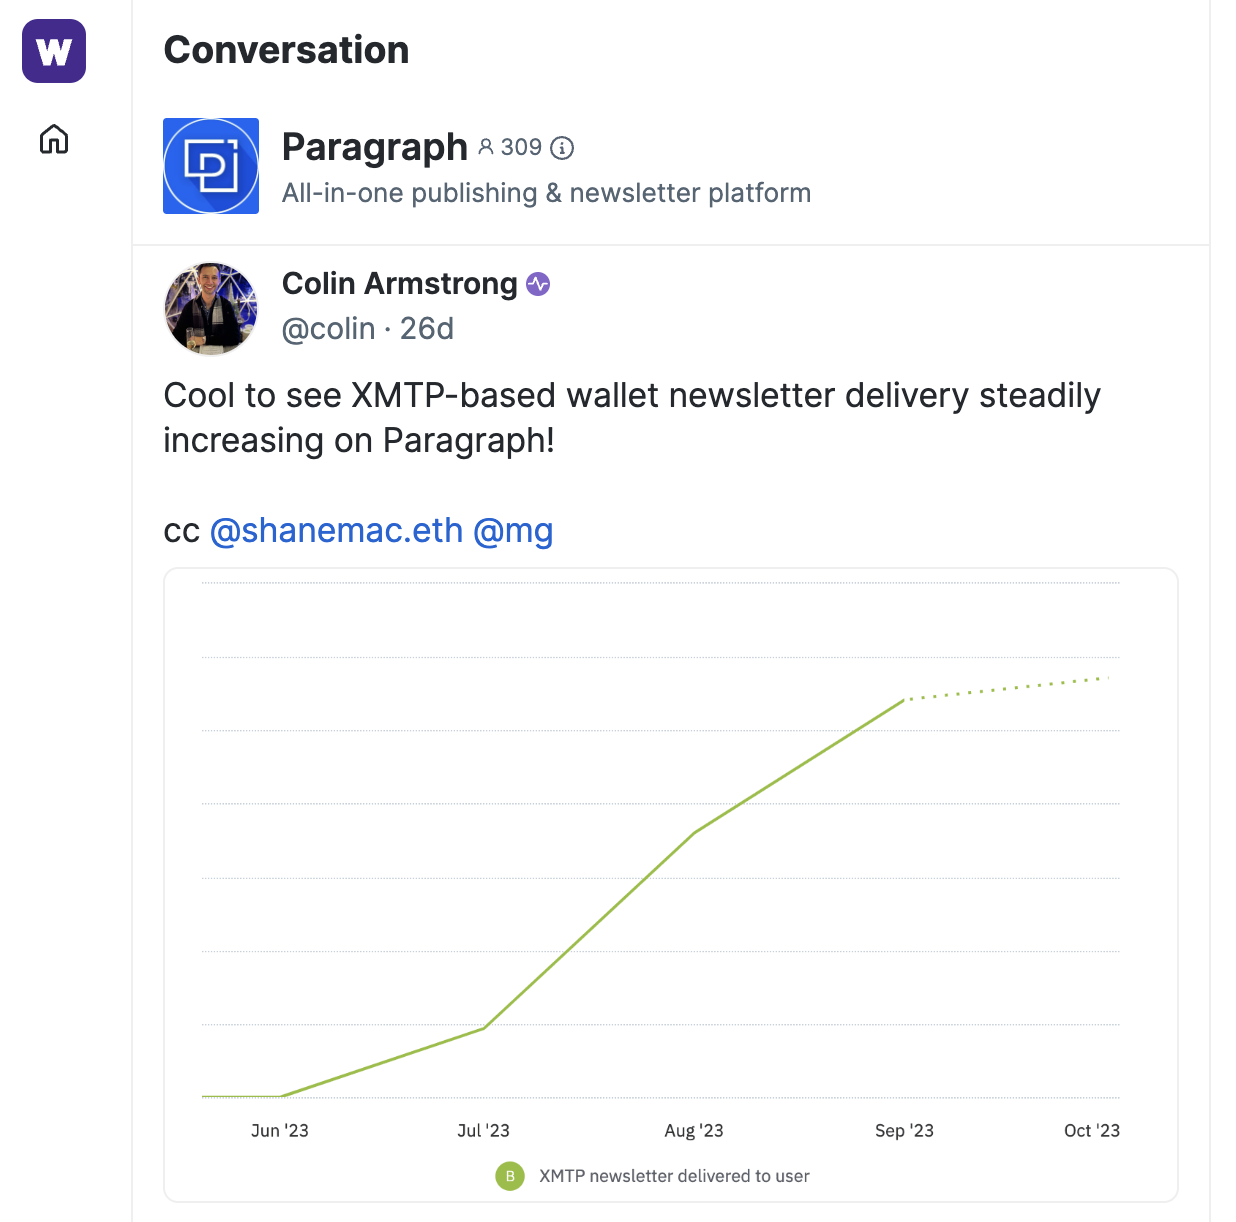 W
Conversation
Paragraph 309
All-in-one publishing & newsletter platform
Colin Armstrong
@colin · 26d
Cool to see XMTP-based wallet newsletter delivery steadily
increasing on Paragraph!
cc @shanemac.eth @mg
Jun '23 Jul '23 Aug '23 Sep '23 Oct '23
B XMTP newsletter delivered to user